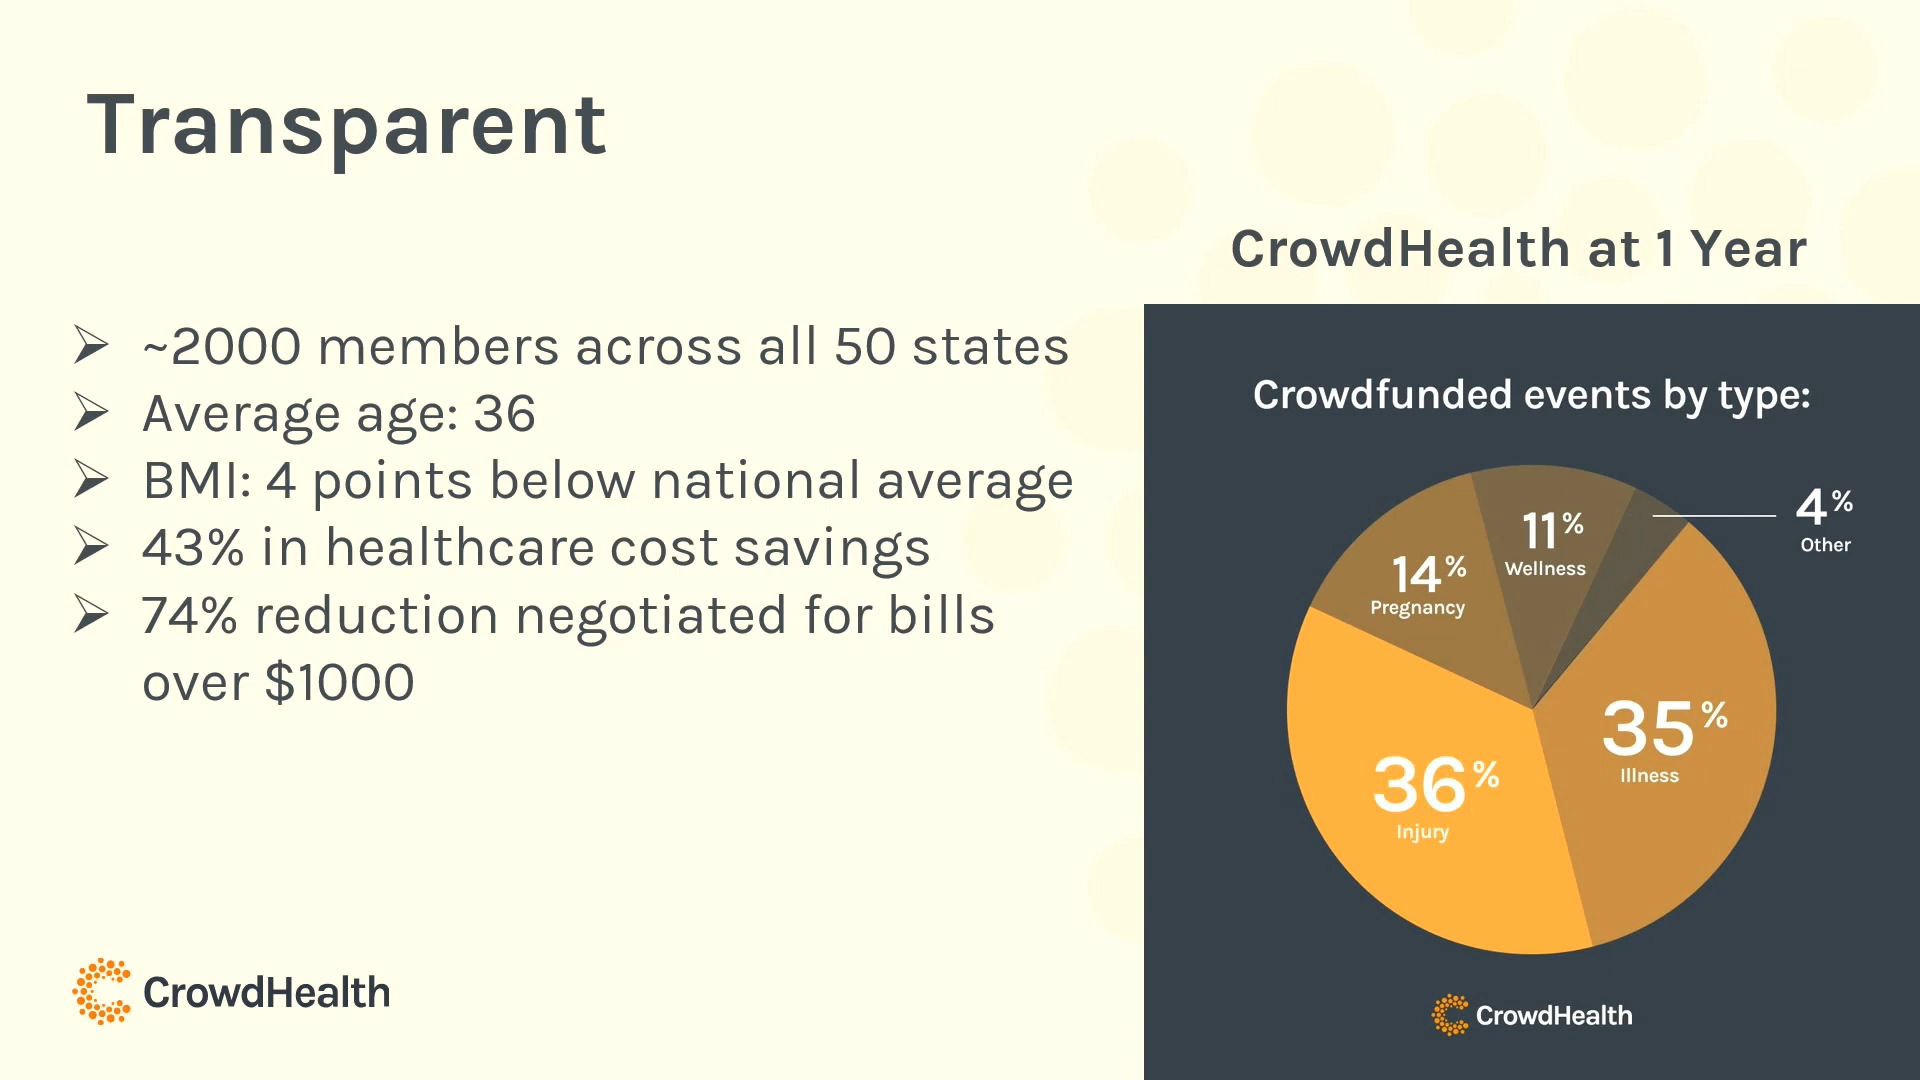 Transparent
CrowdHealth at 1 Year
➢ ~2000 members across all 50 states
➢ Average age: 36
➢ BMI: 4 points below national average
➢ 43% in healthcare cost savings
➢ 74% reduction negotiated for bills
over $1000
Crowdfunded events by type:
4%
Other
11%
Wellness
14%
Pregnancy
35%
Illness
36%
Injury
CrowdHealth
CrowdHealth